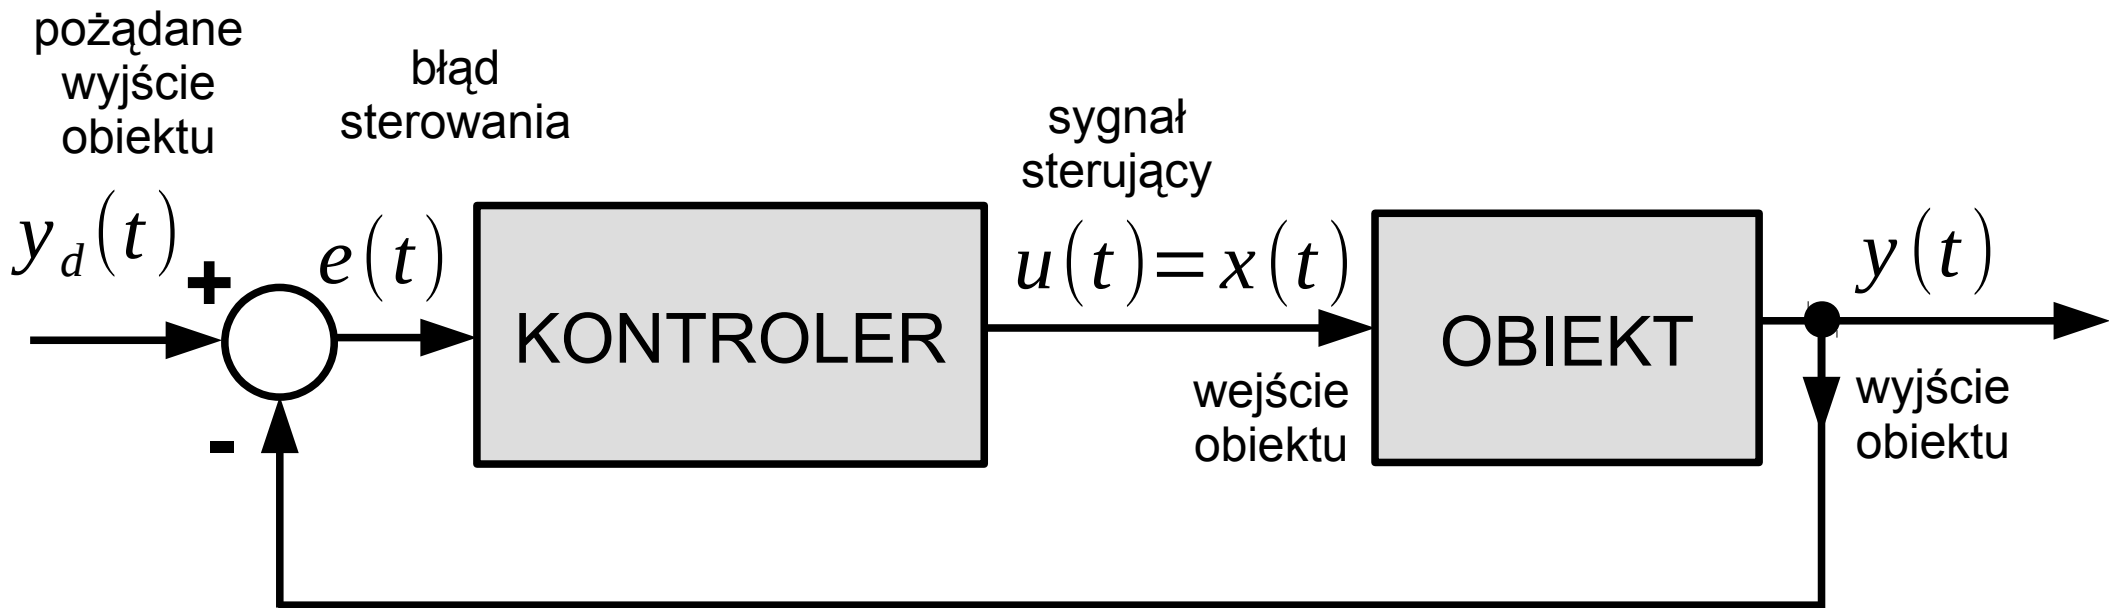 pożądane
wyjście
obiektu
y_d(t)
+
-
błąd
sterowania
e(t)
KONTROLER
sygnał
sterujący
u(t)=x(t)
wejście
obiektu
OBIEKT
y(t)
wyjście
obiektu